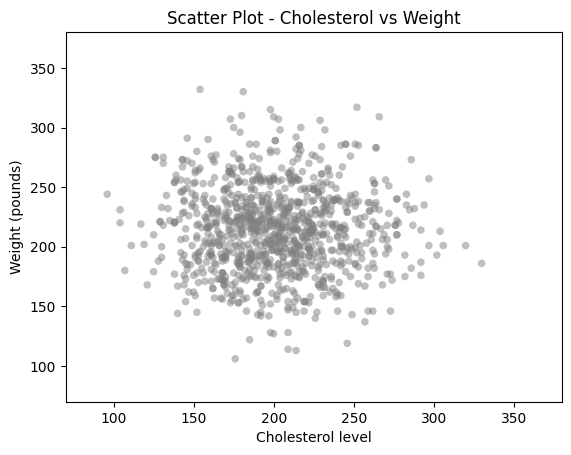 Scatter Plot - Cholesterol vs Weight
350
300
250
200
150
100
Weight (pounds)
100 150 200 250 300 350
Cholesterol level